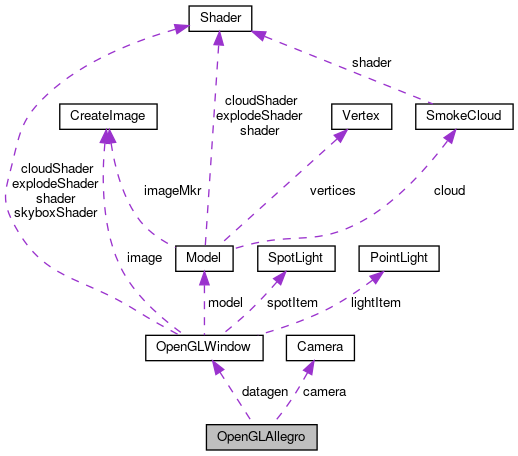 Shader
shader
cloudShader
explodeShader
shader
CreateImage
Vertex
SmokeCloud
cloudShader
explodeShader
shader
skyboxShader
imageMkr
vertices
cloud
image
Model
SpotLight
PointLight
model
spotItem
lightItem
OpenGLWindow
Camera
datagen
camera
OpenGLAllegro